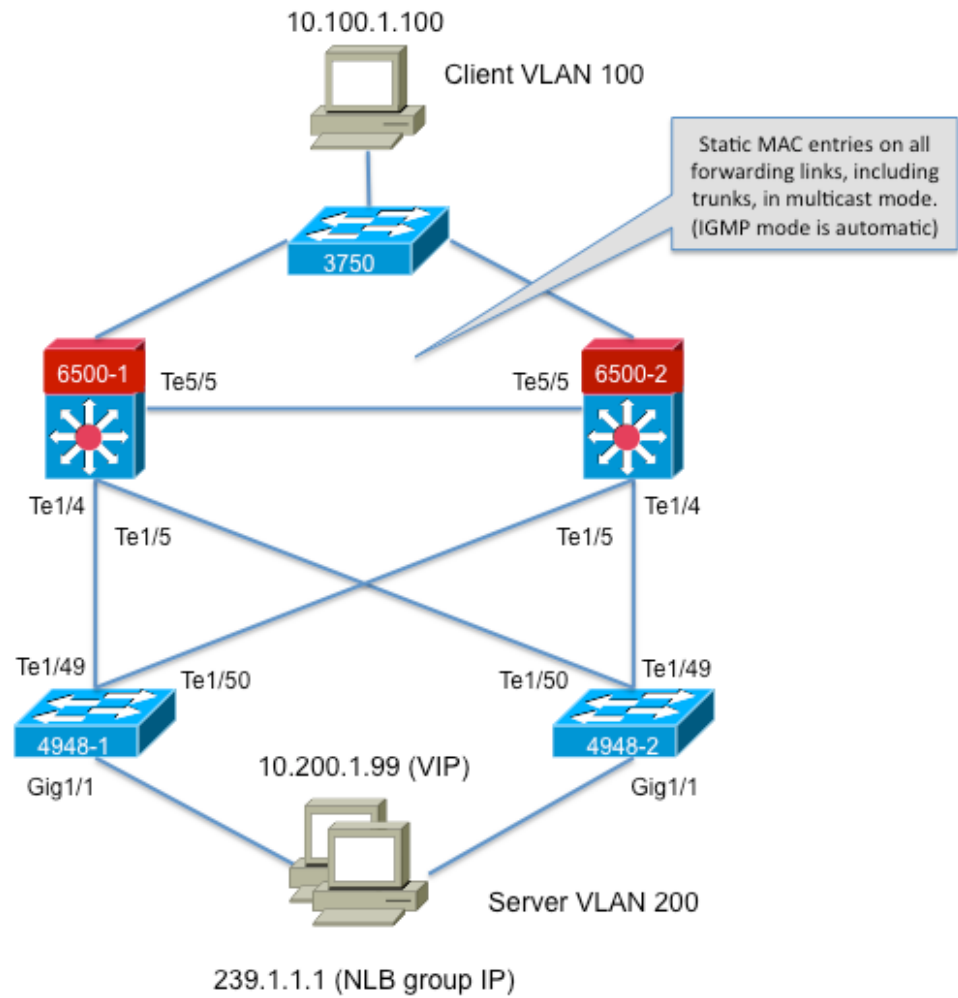 10.100.1.100
Client VLAN 100
Static MAC entries on all
forwarding links, including
trunks, in multicast mode.
(IGMP mode is automatic)
3750
6500-1
Te5/5
Te5/5
6500-2
Te1/4
Te1/5
Te1/5
Te1/4
Te1/49
Te1/50
Te1/50
Te1/49
4948-1
4948-2
10.200.1.99 (VIP)
Gig1/1
Gig1/1
Server VLAN 200
239.1.1.1 (NLB group IP)